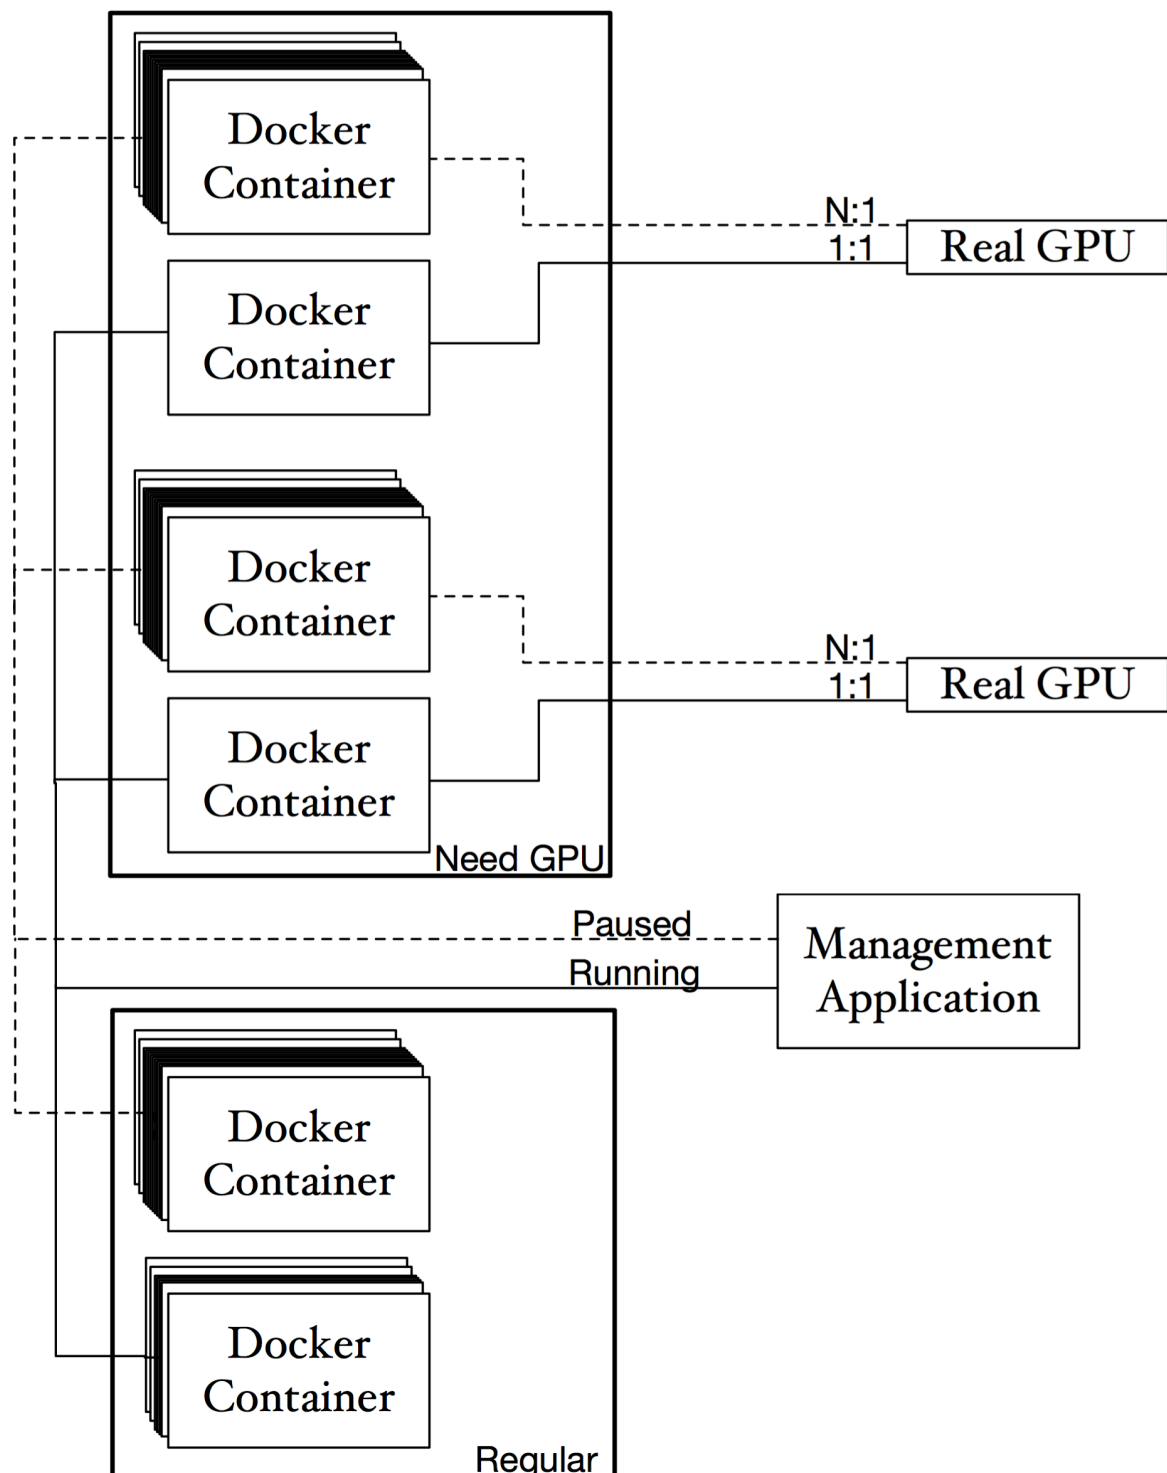 Docker
Container
N:1
1:1
Real GPU
Docker
Container
Docker
Container
N:1
1:1
Real GPU
Docker
Container
Need GPU
Paused
Running
Management
Application
Docker
Container
Docker
Container
Regular